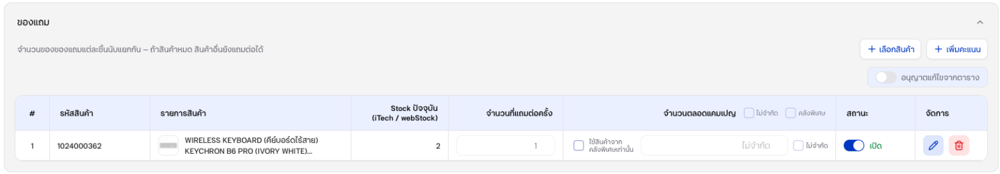 ของแถม
จำนวนของของแถมแต่ละชิ้นนับแยกกัน – ถ้าสินค้าหมด สินค้าอื่นยังแถมต่อได้
+ เลือกสินค้า
+ เพิ่มคะแนน
อนุญาตแก้ไขจากตาราง
#
รหัสสินค้า
รายการสินค้า
Stock ปัจจุบัน
(iTech / webStock)
จำนวนที่แถมต่อครั้ง
จำนวนตลอดแคมเปญ
ไม่จำกัด
คลังพิเศษ
สถานะ
จัดการ
1
1024000362
WIRELESS KEYBOARD (คีย์บอร์ดไร้สาย)
KEYCHRON B6 PRO (IVORY WHITE)...
2
1
ใช้สินค้าจาก
คลังพิเศษเท่านั้น
ไม่จำกัด
ไม่จำกัด
เปิด